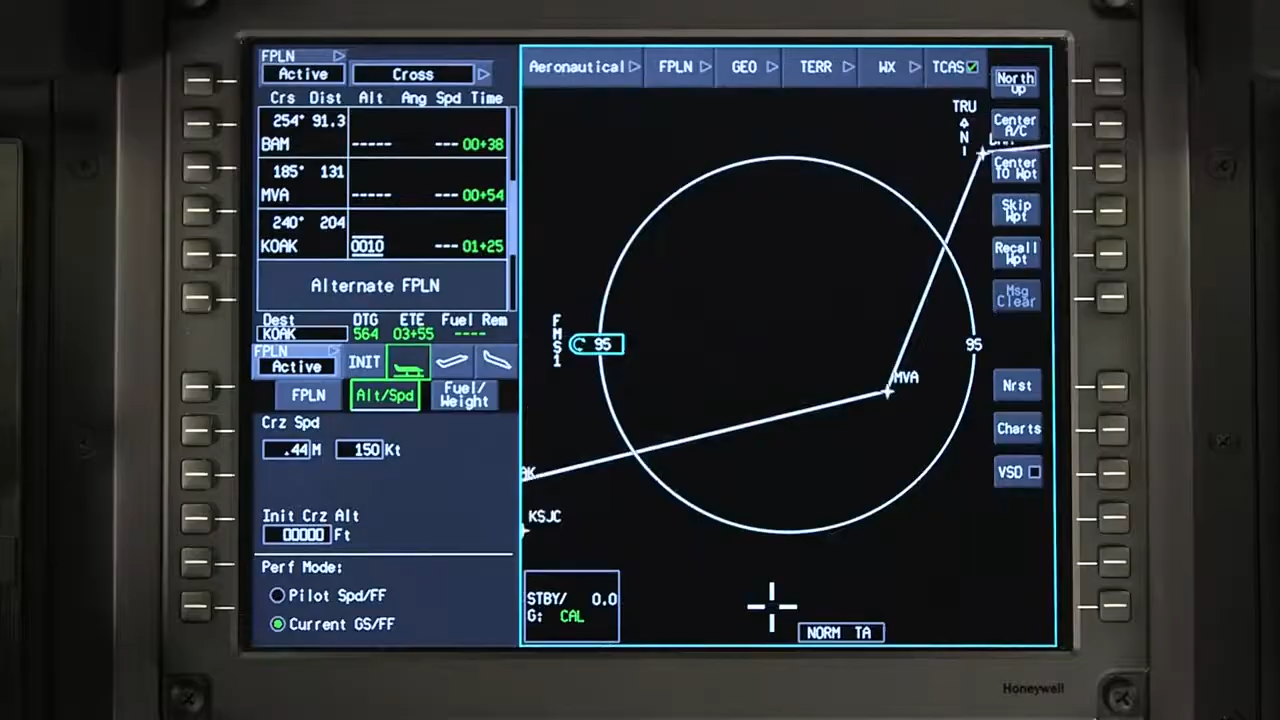 FPLN
Active Cross
Crs Dist Alt Ang Spd Time
254° 91.3
BAM ----- --- 00+38
185° 131
MVA ----- --- 00+54
240° 204
KOAK 0010 --- 01+25
Alternate FPLN
Dest DTG ETE Fuel Rem
KOAK 564 03+55 ----
FPLN
Active INIT
FPLN Alt/Spd Fuel/
Weight
Crz Spd
.44M 150Kt
Init Crz Alt
00000 Ft
Perf Mode:
Pilot Spd/FF
Current GS/FF
Aeronautical FPLN GEO TERR WX TCAS
TRU
N
FMS1
95
95
MVA
AK
KSJC
STBY/ 0.0
G: CAL
NORM TA
North
Up
Center
A/C
Center
TO Wpt
Skip
Wpt
Recall
Wpt
Msg
Clear
Nrst
Charts
VSD
Honeywell